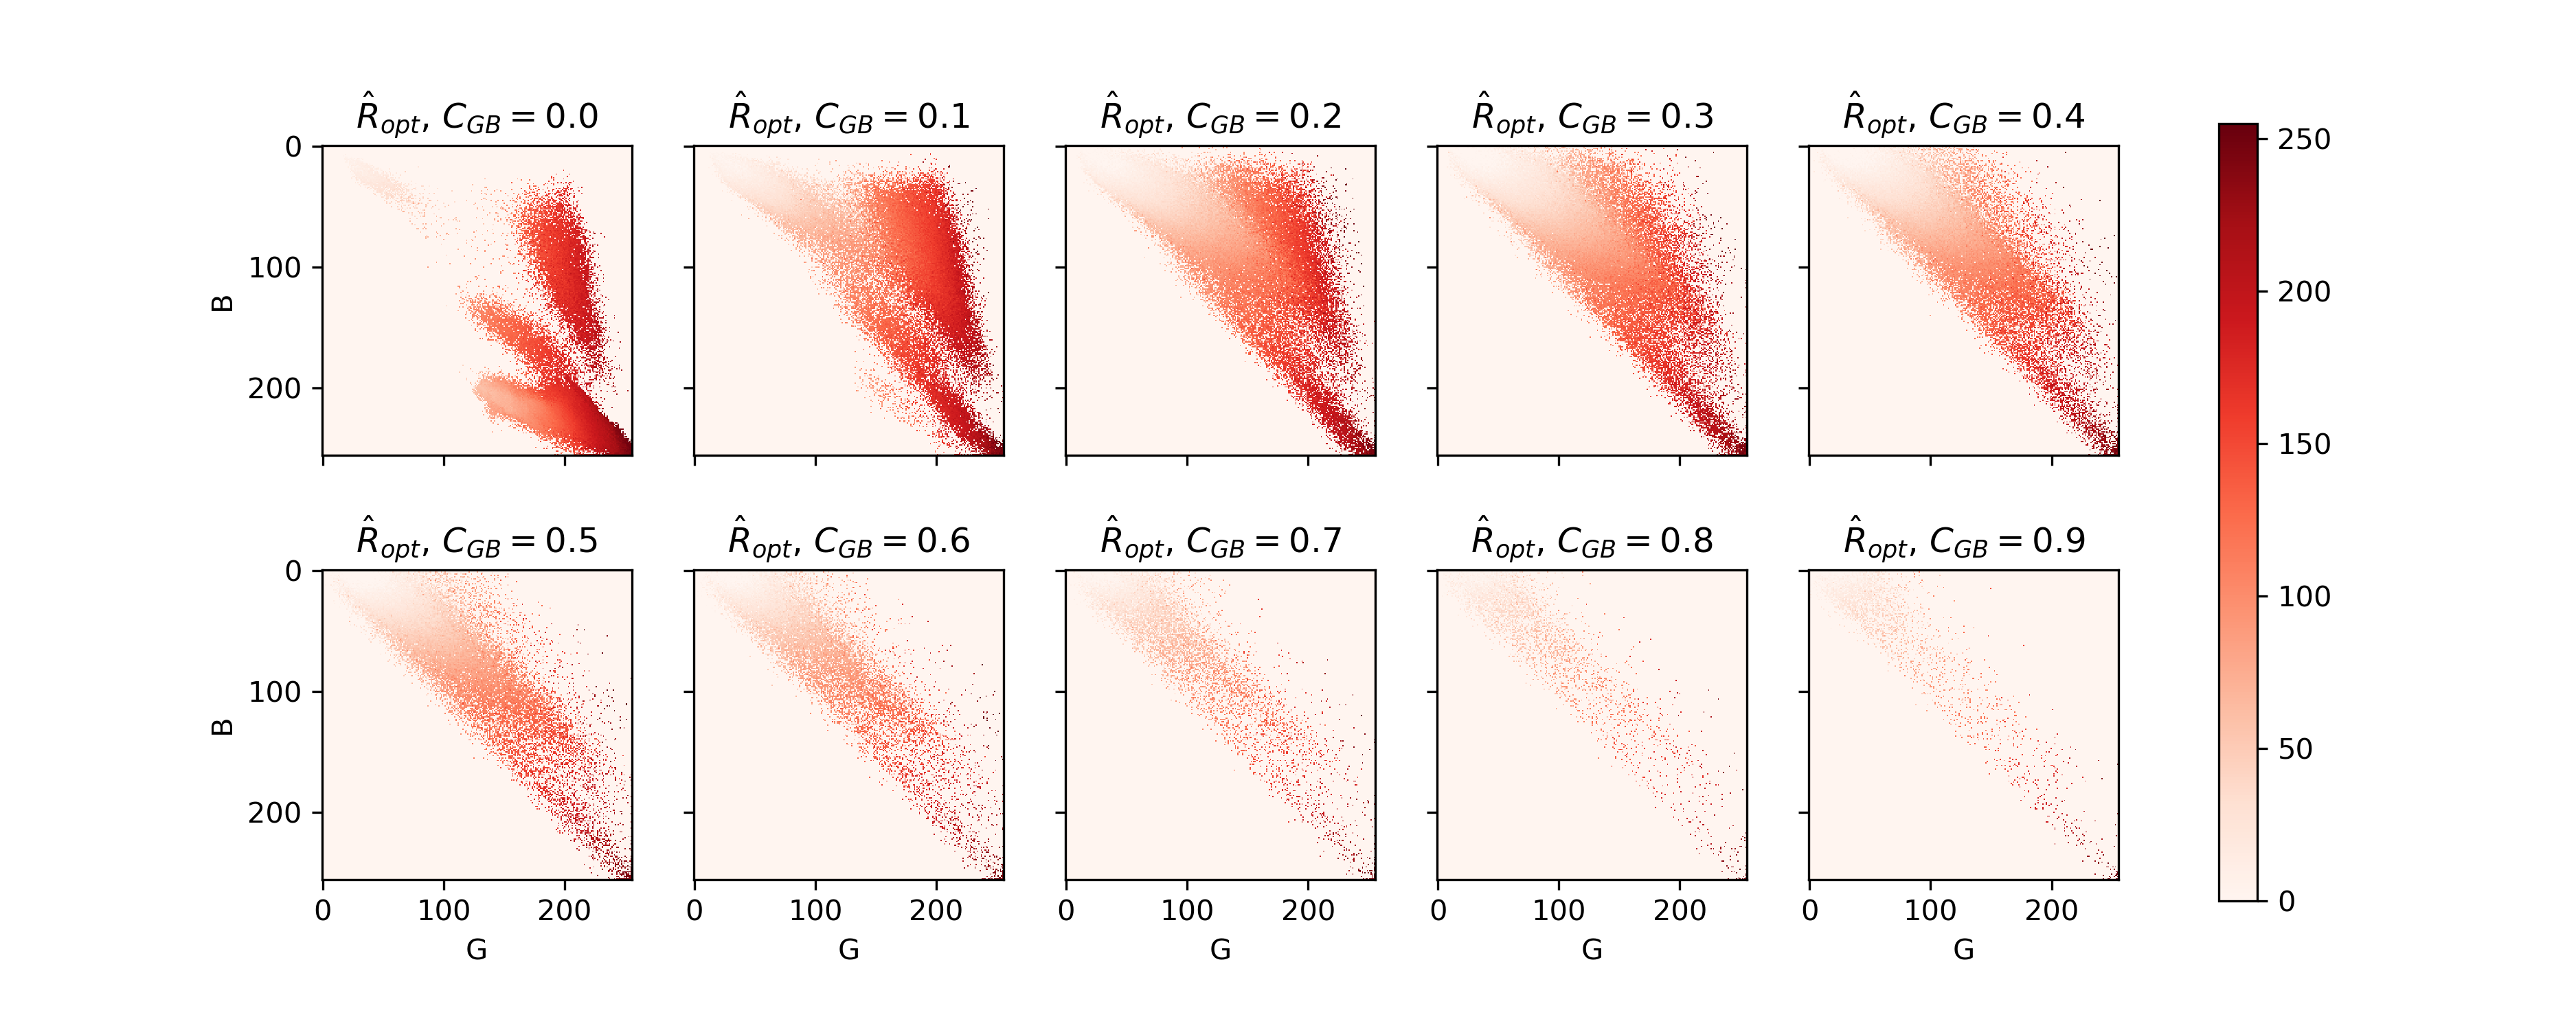 R̂opt, CGB = 0.0
R̂opt, CGB = 0.1
R̂opt, CGB = 0.2
R̂opt, CGB = 0.3
R̂opt, CGB = 0.4
0
100
200
B
R̂opt, CGB = 0.5
R̂opt, CGB = 0.6
R̂opt, CGB = 0.7
R̂opt, CGB = 0.8
R̂opt, CGB = 0.9
0
100
200
B
0 100 200
0 100 200
0 100 200
0 100 200
0 100 200
G
G
G
G
G
250
200
150
100
50
0